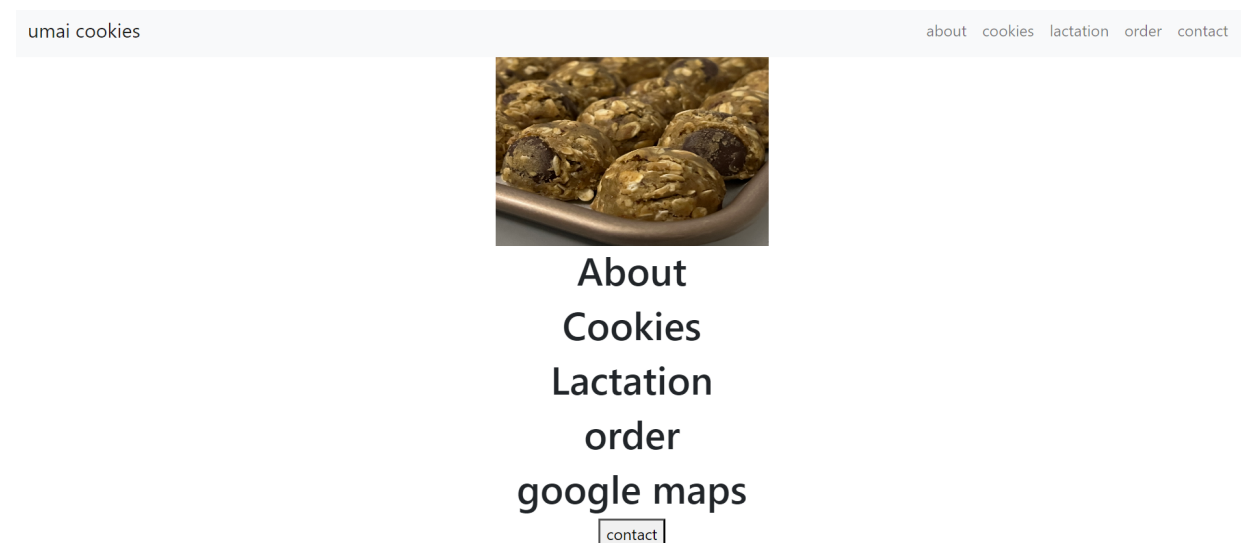 umai cookies about cookies lactation order contact
About
Cookies
Lactation
order
google maps
contact